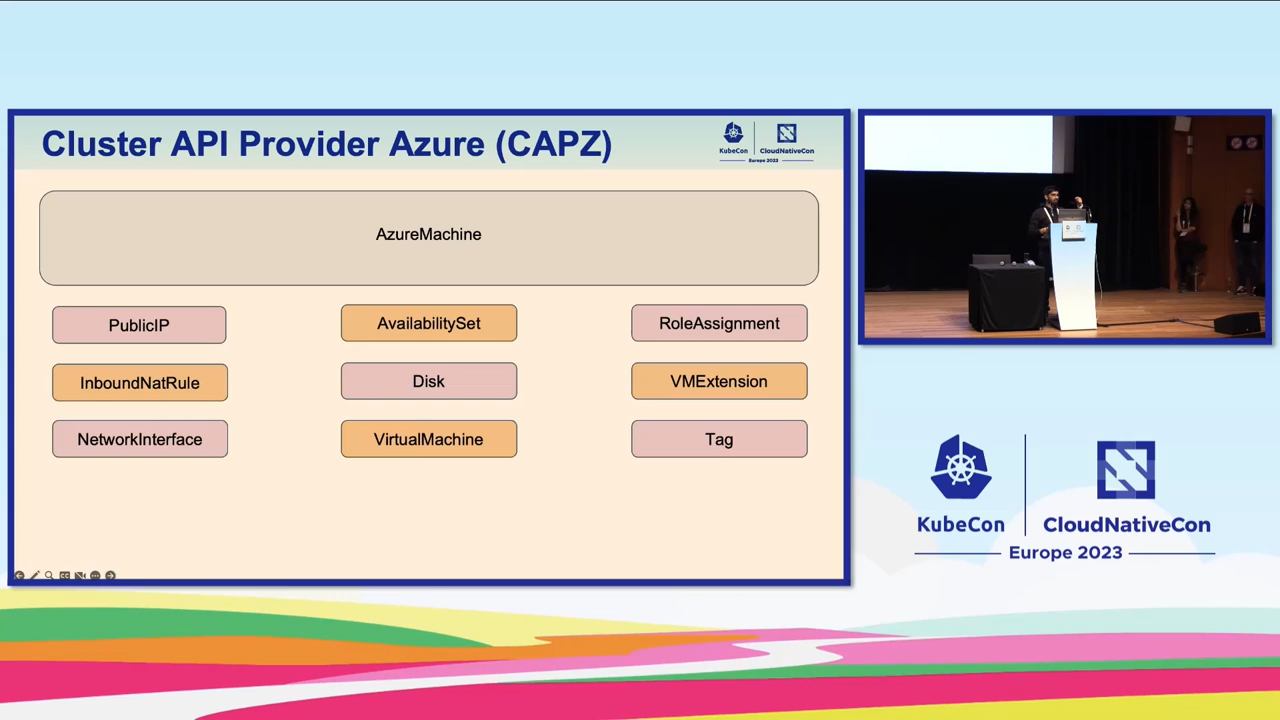 Cluster API Provider Azure (CAPZ)
KubeCon
CloudNativeCon
Europe 2023
AzureMachine
PublicIP
AvailabilitySet
RoleAssignment
InboundNatRule
Disk
VMExtension
NetworkInterface
VirtualMachine
Tag
KubeCon
CloudNativeCon
Europe 2023